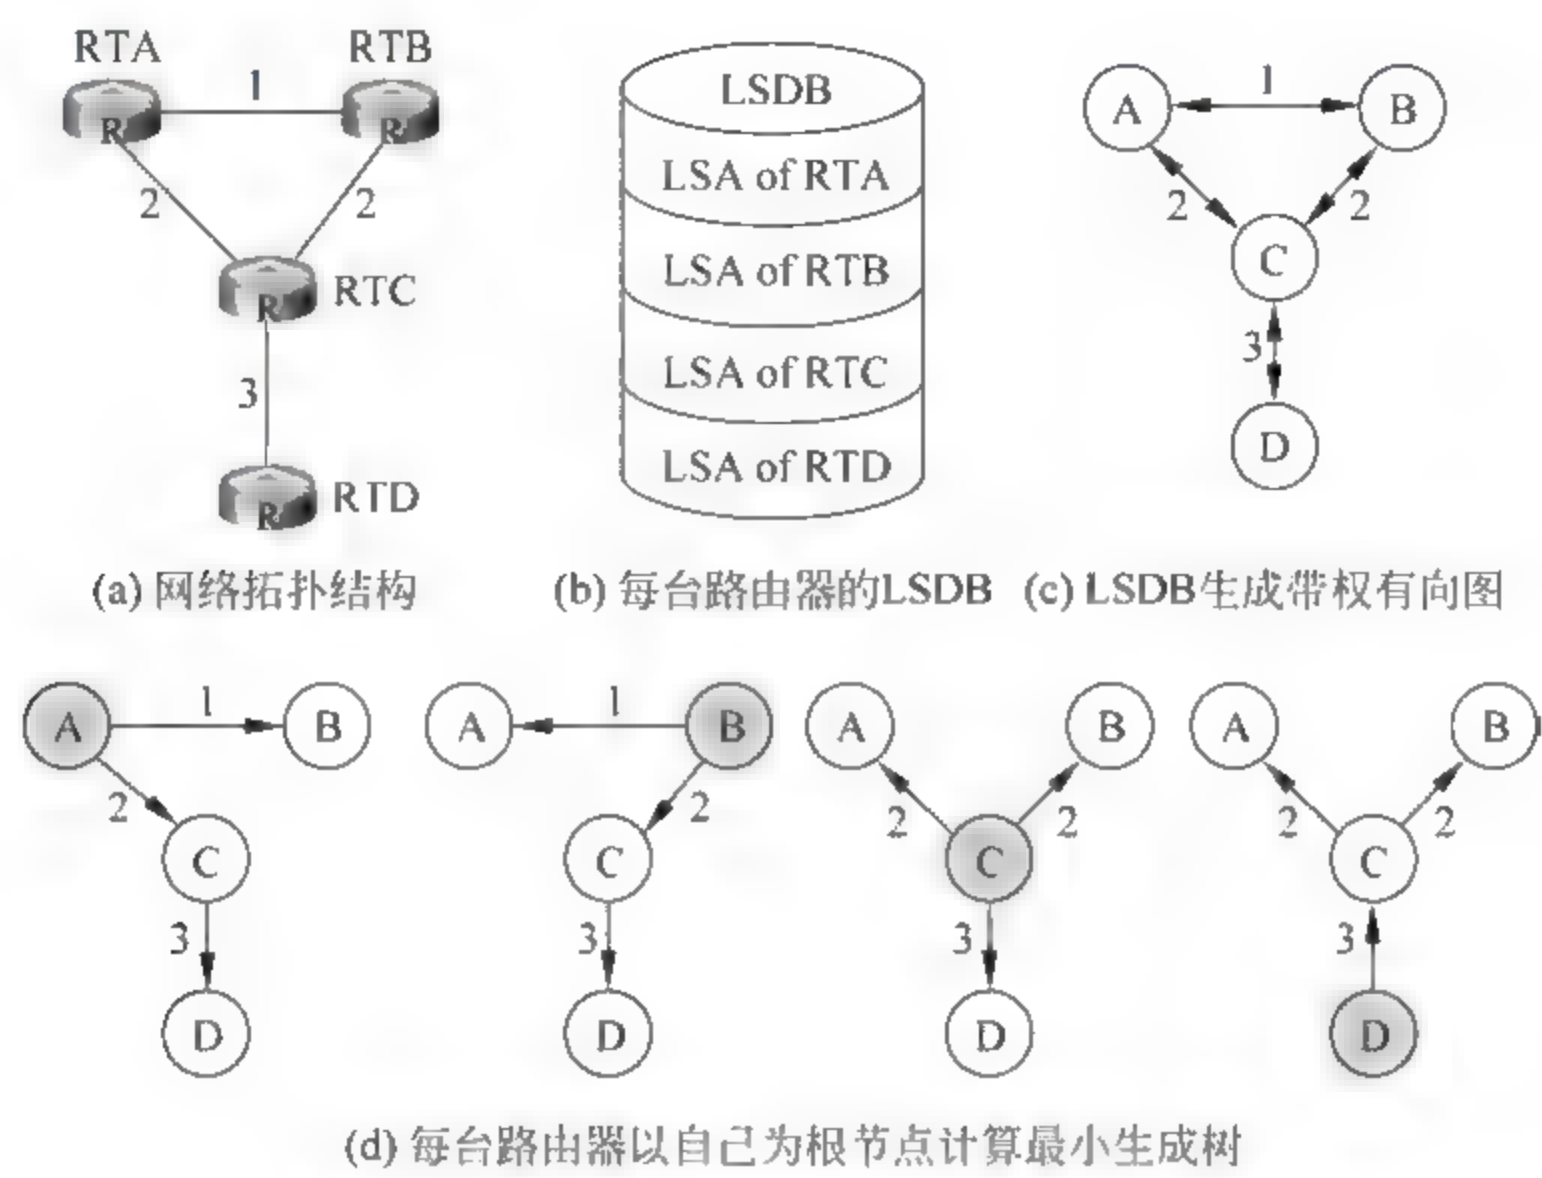 RTA RTB
1
R R
2 2
R RTC
3
R RTD
(a) 网络拓扑结构
LSDB
LSA of RTA
LSA of RTB
LSA of RTC
LSA of RTD
(b) 每台路由器的LSDB
A 1 B
2 2
C
3
D
(c) LSDB生成带权有向图
A 1 B
2
C
3
D
A 1 B
2
C
3
D
A B
2 2
C
3
D
A B
2 2
C
3
D
(d) 每台路由器以自己为根节点计算最小生成树